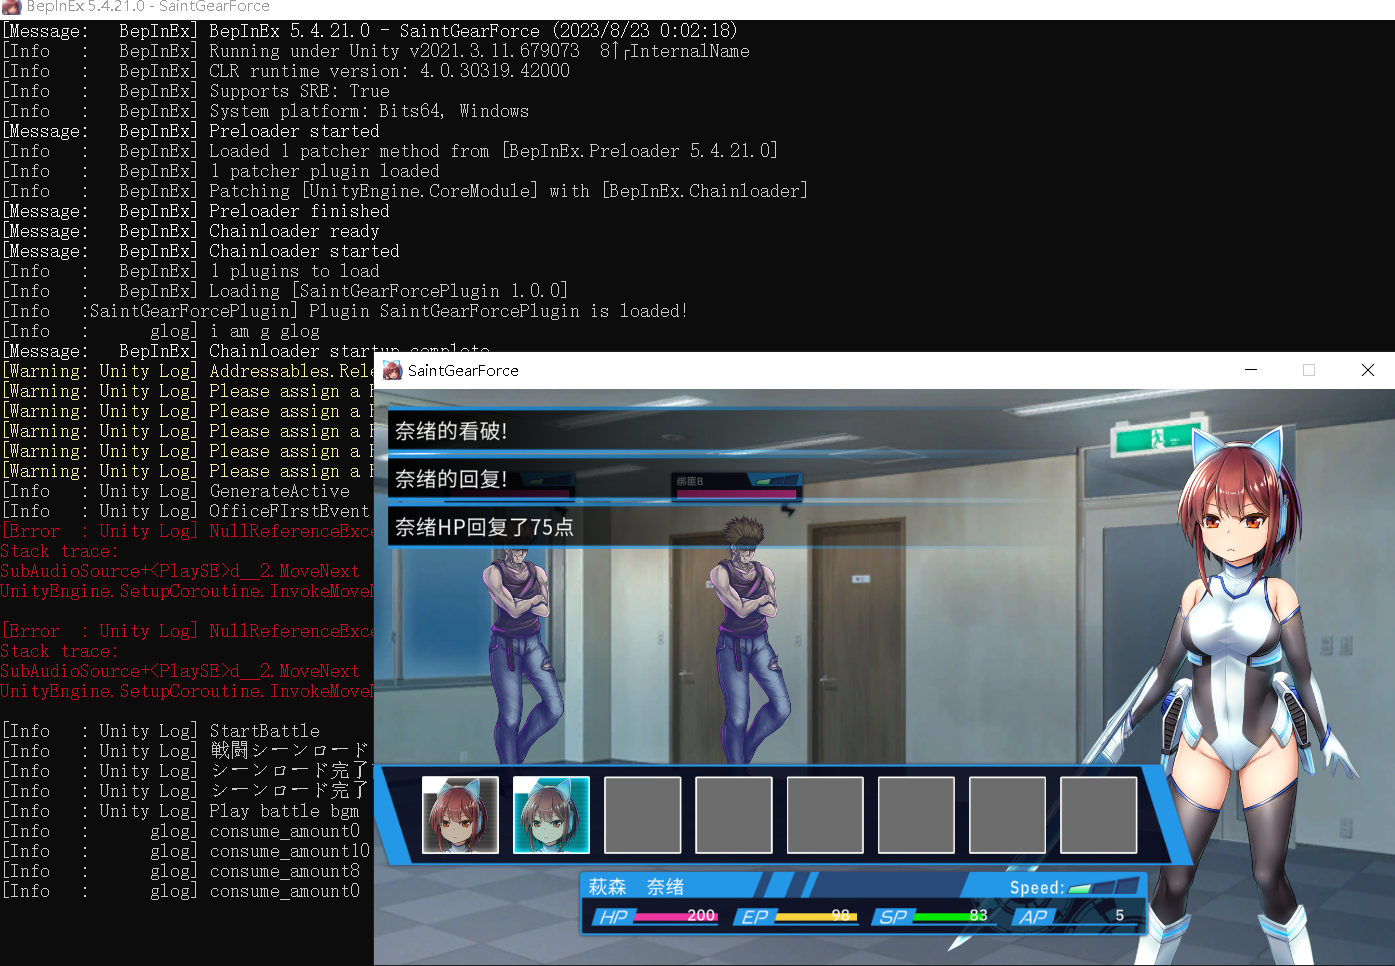 BepInEx 5.4.21.0 - SaintGearForce
[Message:   BepInEx] BepInEx 5.4.21.0 - SaintGearForce (2023/8/23 0:02:18)
[Info   :   BepInEx] Running under Unity v2021.3.11.679073  8↑┌InternalName
[Info   :   BepInEx] CLR runtime version: 4.0.30319.42000
[Info   :   BepInEx] Supports SRE: True
[Info   :   BepInEx] System platform: Bits64, Windows
[Message:   BepInEx] Preloader started
[Info   :   BepInEx] Loaded 1 patcher method from [BepInEx.Preloader 5.4.21.0]
[Info   :   BepInEx] 1 patcher plugin loaded
[Info   :   BepInEx] Patching [UnityEngine.CoreModule] with [BepInEx.Chainloader]
[Message:   BepInEx] Preloader finished
[Message:   BepInEx] Chainloader ready
[Message:   BepInEx] Chainloader started
[Info   :   BepInEx] 1 plugins to load
[Info   :   BepInEx] Loading [SaintGearForcePlugin 1.0.0]
[Info   :SaintGearForcePlugin] Plugin SaintGearForcePlugin is loaded!
[Info   :      glog] i am g glog
[Message:   BepInEx] Chainloader startup complete
[Warning: Unity Log] Addressables.Rele
[Warning: Unity Log] Please assign a
[Warning: Unity Log] Please assign a
[Warning: Unity Log] Please assign a
[Warning: Unity Log] Please assign a
[Warning: Unity Log] Please assign a
[Info   : Unity Log] GenerateActive
[Info   : Unity Log] OfficeFIrstEvent
[Error  : Unity Log] NullReferenceExce
Stack trace:
SubAudioSource+<PlaySE>d__2.MoveNext
UnityEngine.SetupCoroutine.InvokeMoveN
[Error  : Unity Log] NullReferenceExce
Stack trace:
SubAudioSource+<PlaySE>d__2.MoveNext
UnityEngine.SetupCoroutine.InvokeMoveN
[Info   : Unity Log] StartBattle
[Info   : Unity Log] 戦闘シーンロード
[Info   : Unity Log] シーンロード完了
[Info   : Unity Log] シーンロード完了
[Info   : Unity Log] Play battle bgm
[Info   :      glog] consume_amount0
[Info   :      glog] consume_amount10
[Info   :      glog] consume_amount8
[Info   :      glog] consume_amount0
SaintGearForce
奈绪的看破!
奈绪的回复!
绑匪B
奈绪HP回复了75点
萩森 奈绪 Speed:
HP 200 EP 98 SP 83 AP 5